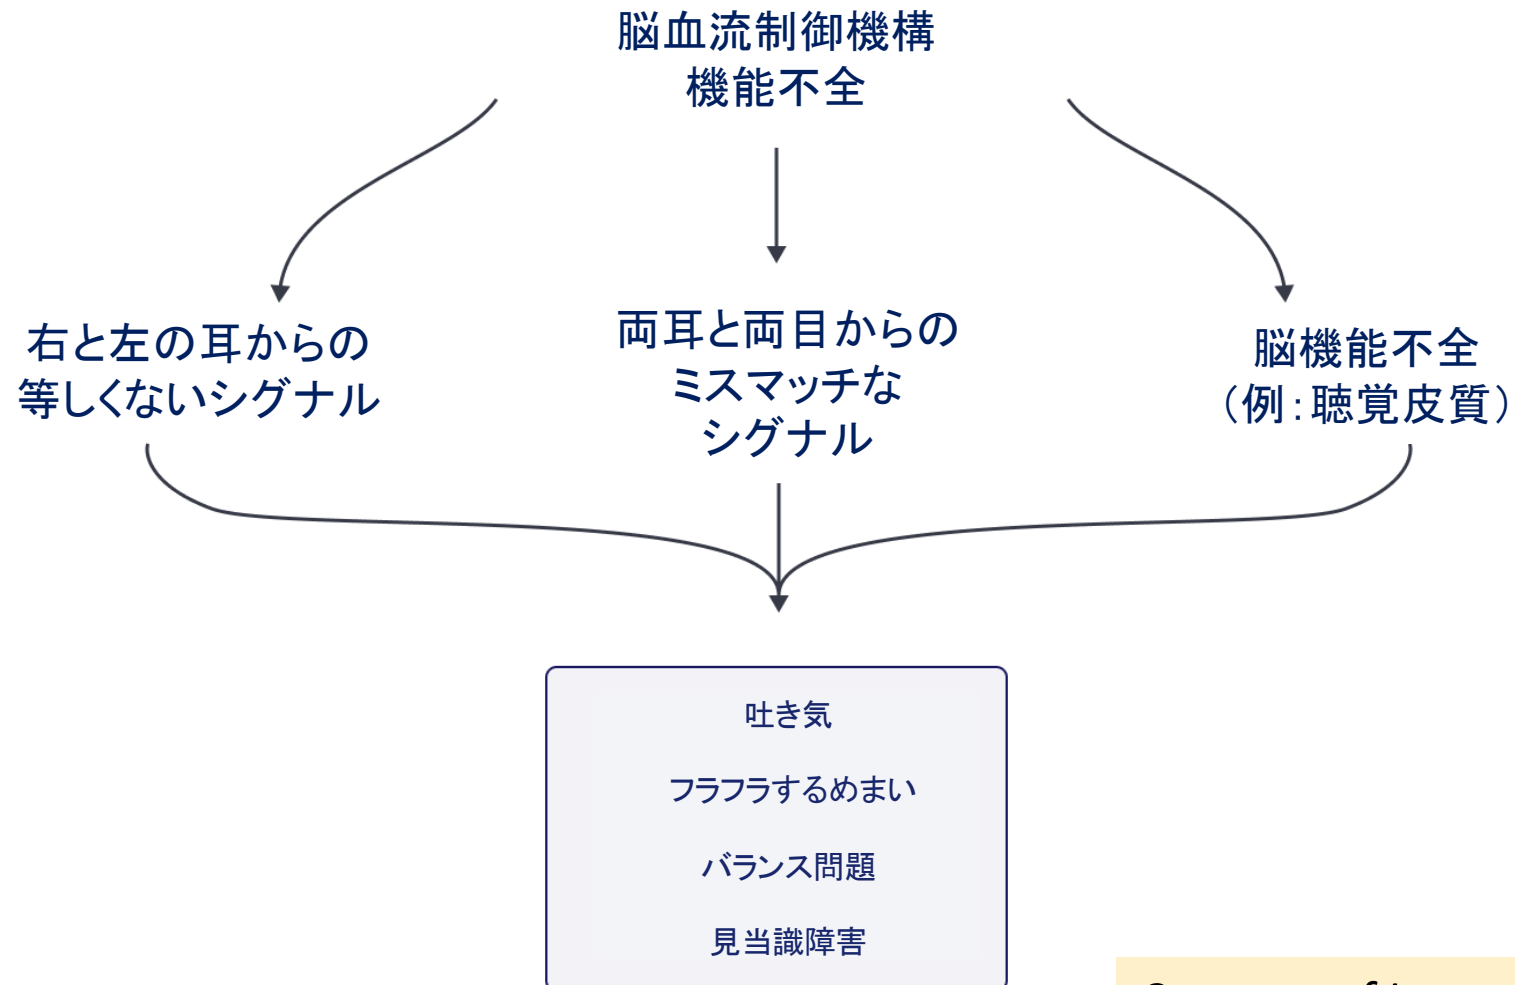 脳血流制御機構
機能不全
右と左の耳からの
等しくないシグナル
両耳と両目からの
ミスマッチな
シグナル
脳機能不全
（例：聴覚皮質）
吐き気
フラフラするめまい
バランス問題
見当識障害